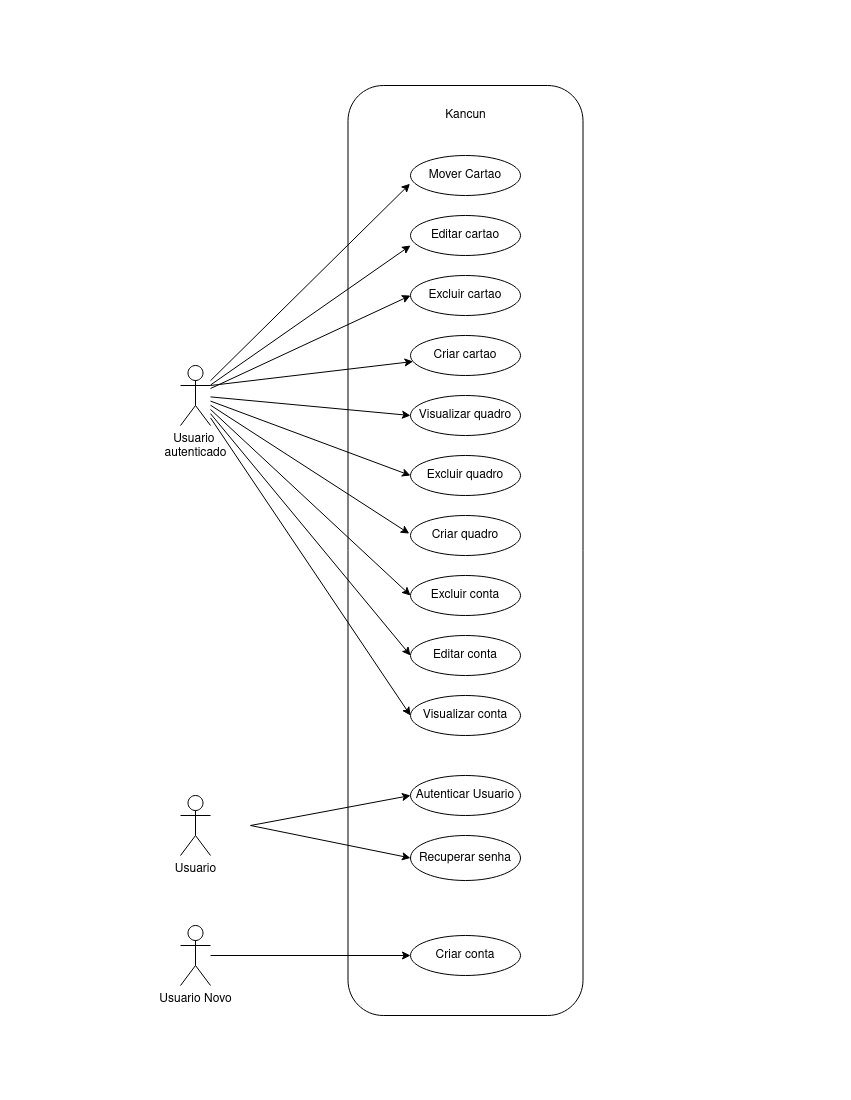 Kancun
Mover Cartao
Editar cartao
Excluir cartao
Criar cartao
Visualizar quadro
Usuario
autenticado
Excluir quadro
Criar quadro
Excluir conta
Editar conta
Visualizar conta
Autenticar Usuario
Recuperar senha
Usuario
Criar conta
Usuario Novo